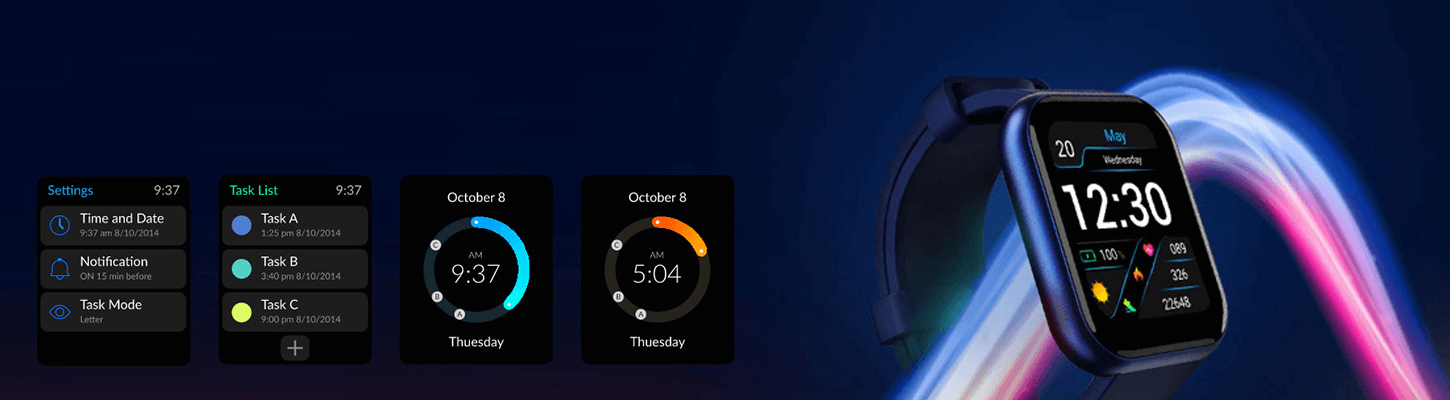 Settings 9:37
Time and Date
9:37 am 8/10/2014
Notification
ON 15 min before
Task Mode
Letter
Task List 9:37
Task A
1:25 pm 8/10/2014
Task B
3:40 pm 8/10/2014
Task C
9:00 pm 8/10/2014
October 8
C
AM
9:37
B
A
Thuesday
October 8
C
AM
5:04
B
A
Thuesday
May
20
Wednesday
12:30
100%
089
326
22648